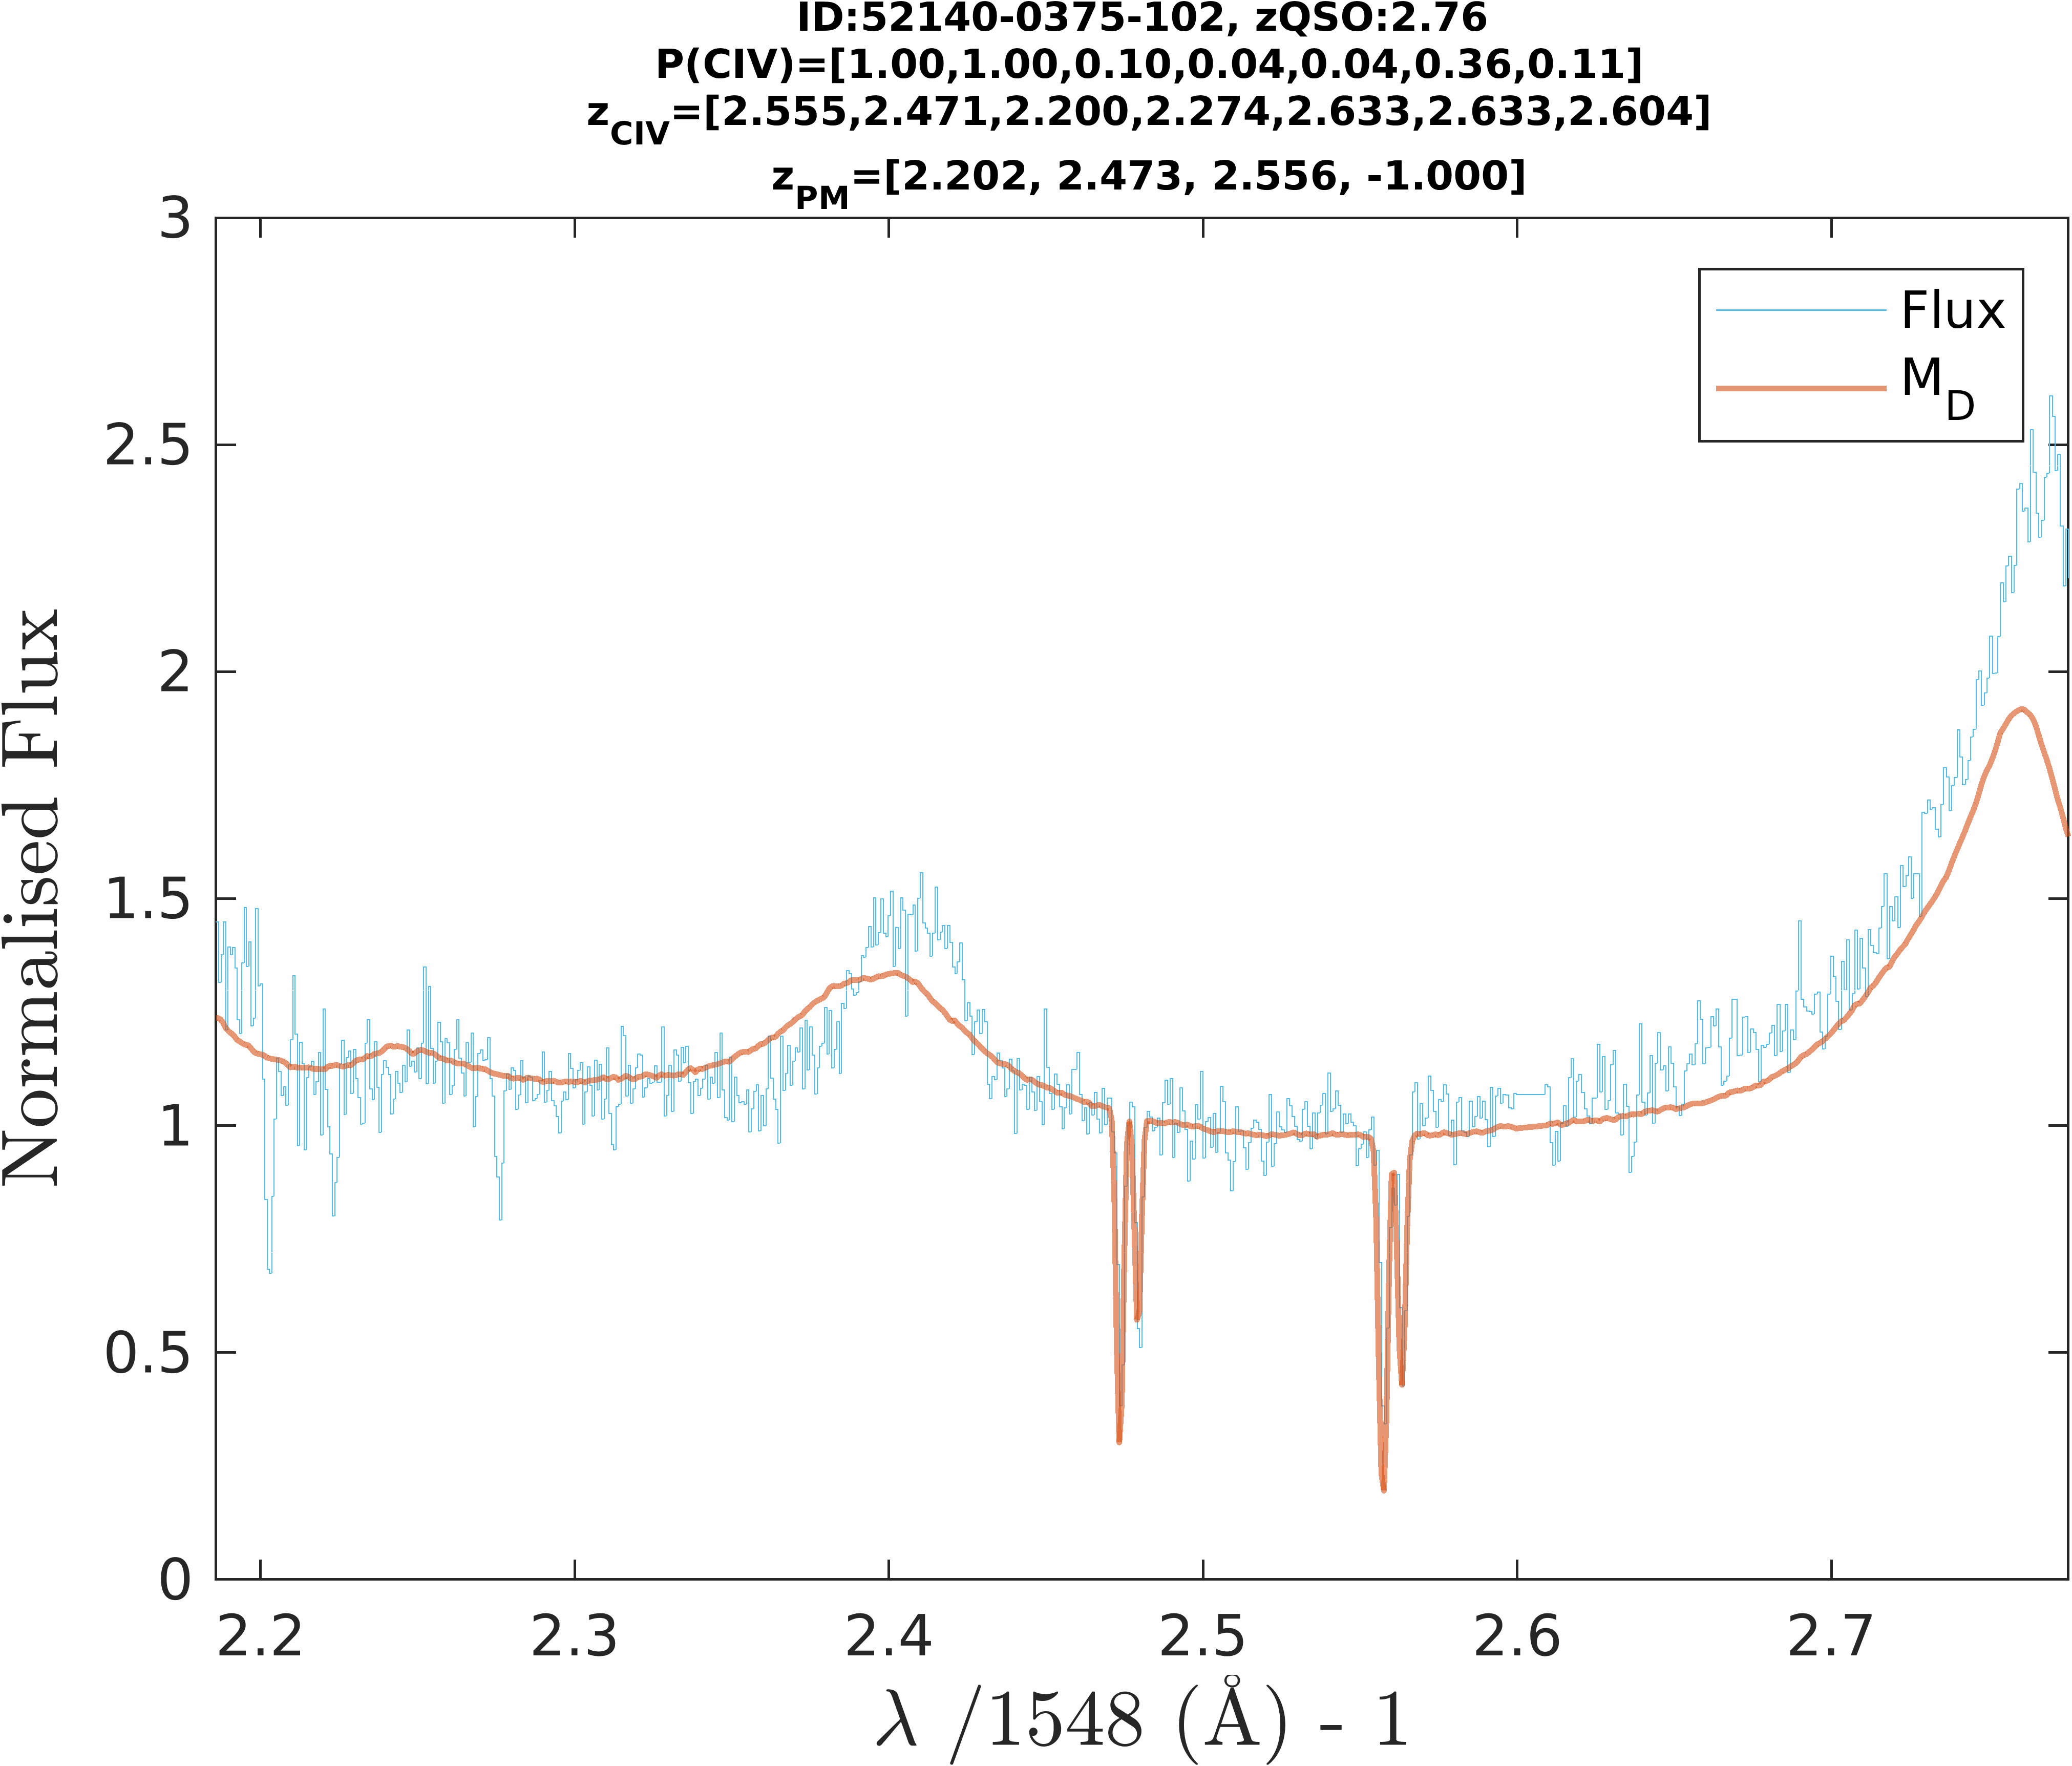 ID:52140-0375-102, zQSO:2.76
P(CIV)=[1.00,1.00,0.10,0.04,0.04,0.36,0.11]
zCIV=[2.555,2.471,2.200,2.274,2.633,2.633,2.604]
zPM=[2.202, 2.473, 2.556, -1.000]
3
2.5
2
1.5
1
0.5
0
Normalised Flux
Flux
MD
2.2 2.3 2.4 2.5 2.6 2.7
λ /1548 (Å) - 1